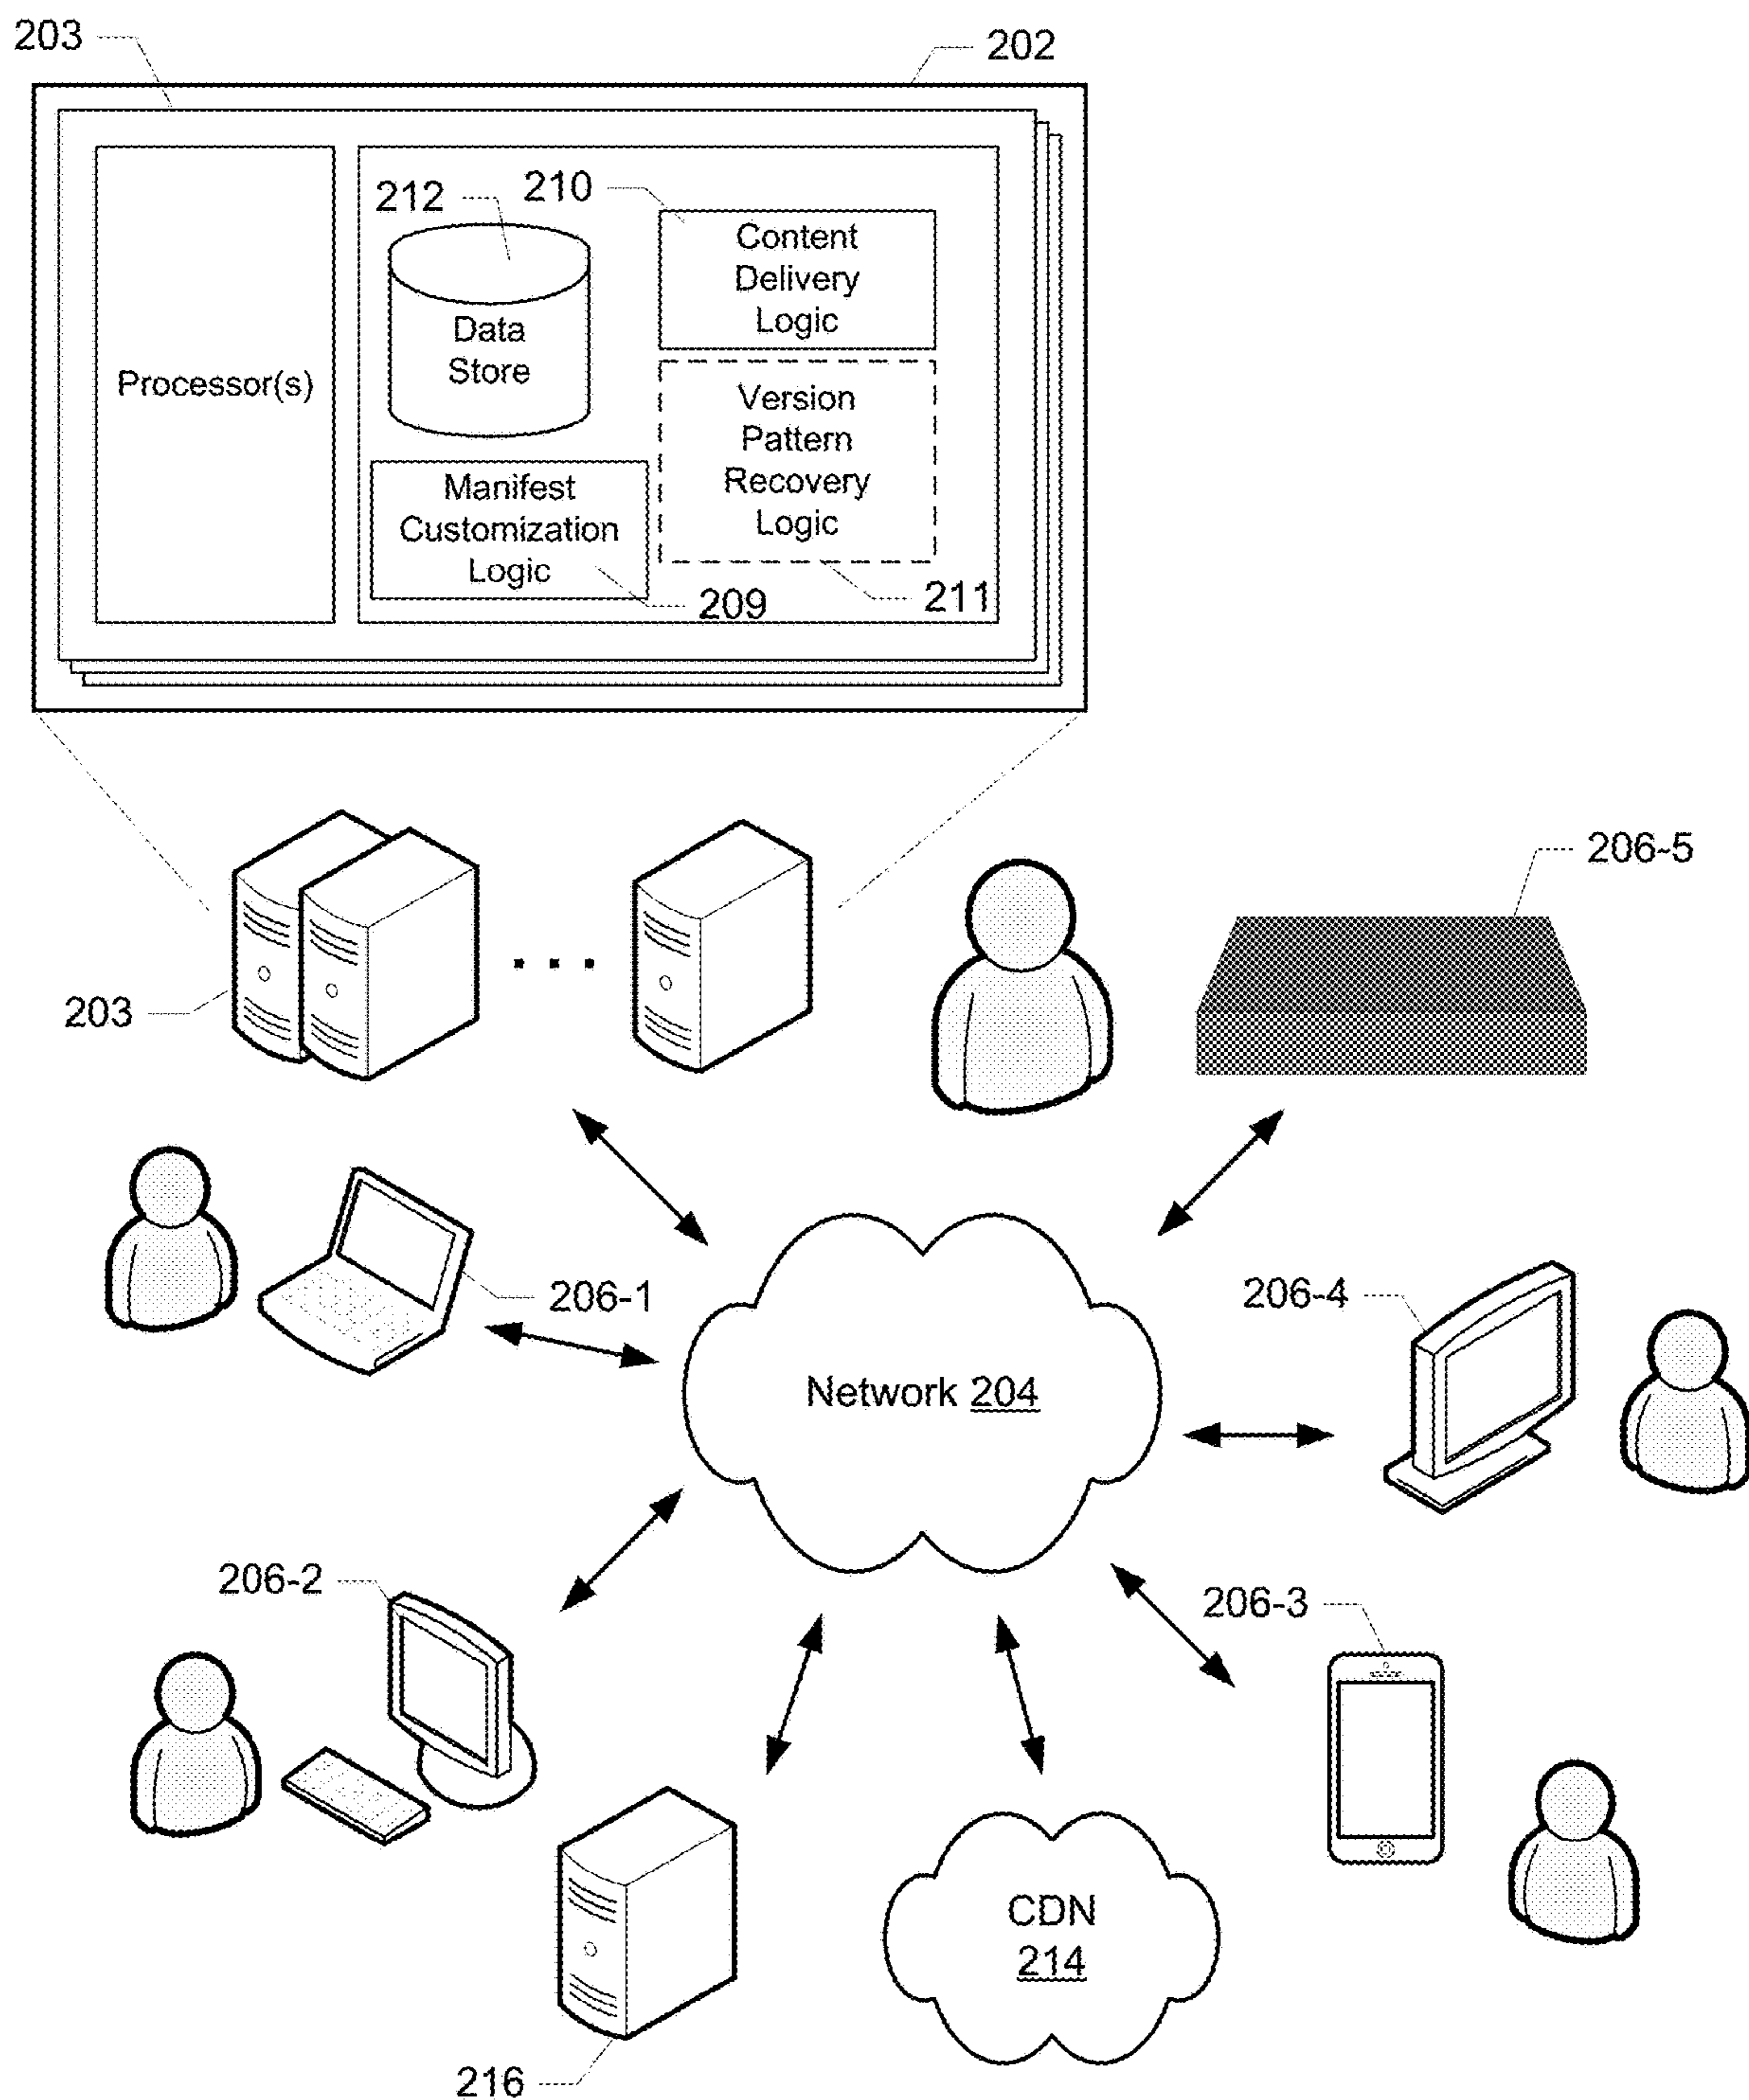 203
202
212
210
Content
Delivery
Logic
Data
Store
Processor(s)
Version
Pattern
Recovery
Logic
Manifest
Customization
Logic
209
211
206-5
203
206-1
206-4
Network 204
206-2
206-3
CDN
214
216